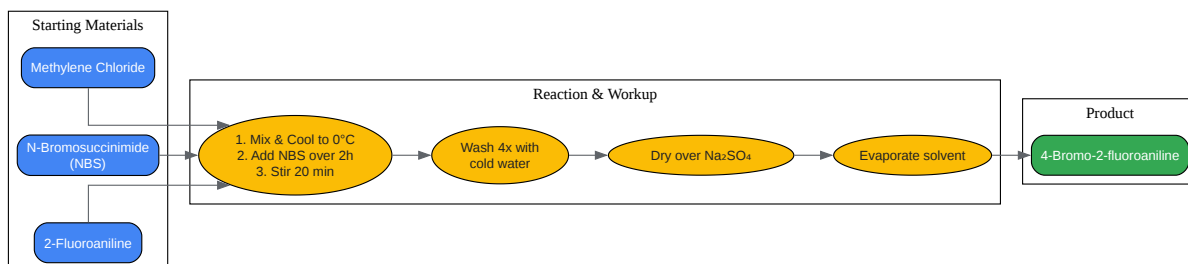 Starting Materials
Methylene Chloride
N-Bromosuccinimide
(NBS)
2-Fluoroaniline
Reaction & Workup
1. Mix & Cool to 0°C
2. Add NBS over 2h
3. Stir 20 min
Wash 4x with
cold water
Dry over Na₂SO₄
Evaporate solvent
Product
4-Bromo-2-fluoroaniline